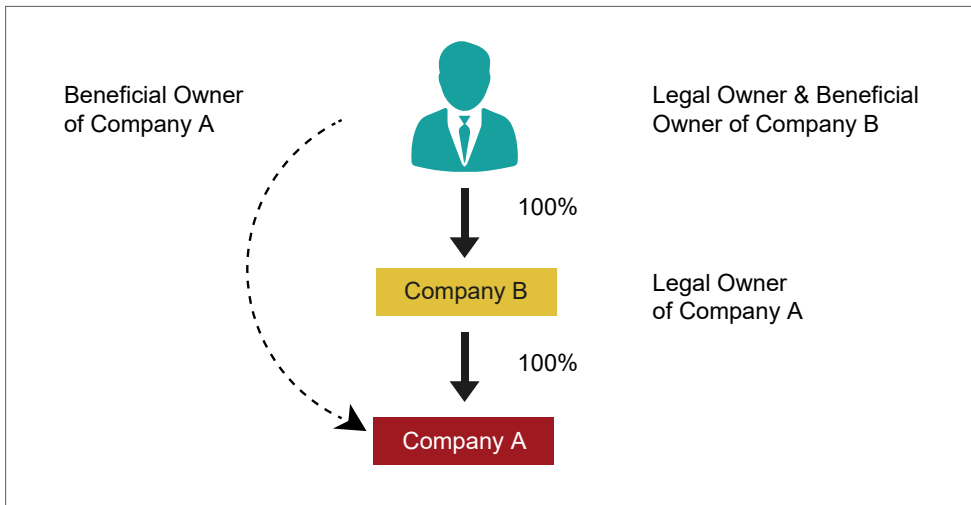 Beneficial Owner
of Company A
Legal Owner & Beneficial
Owner of Company B
100%
Company B
Legal Owner
of Company A
100%
Company A